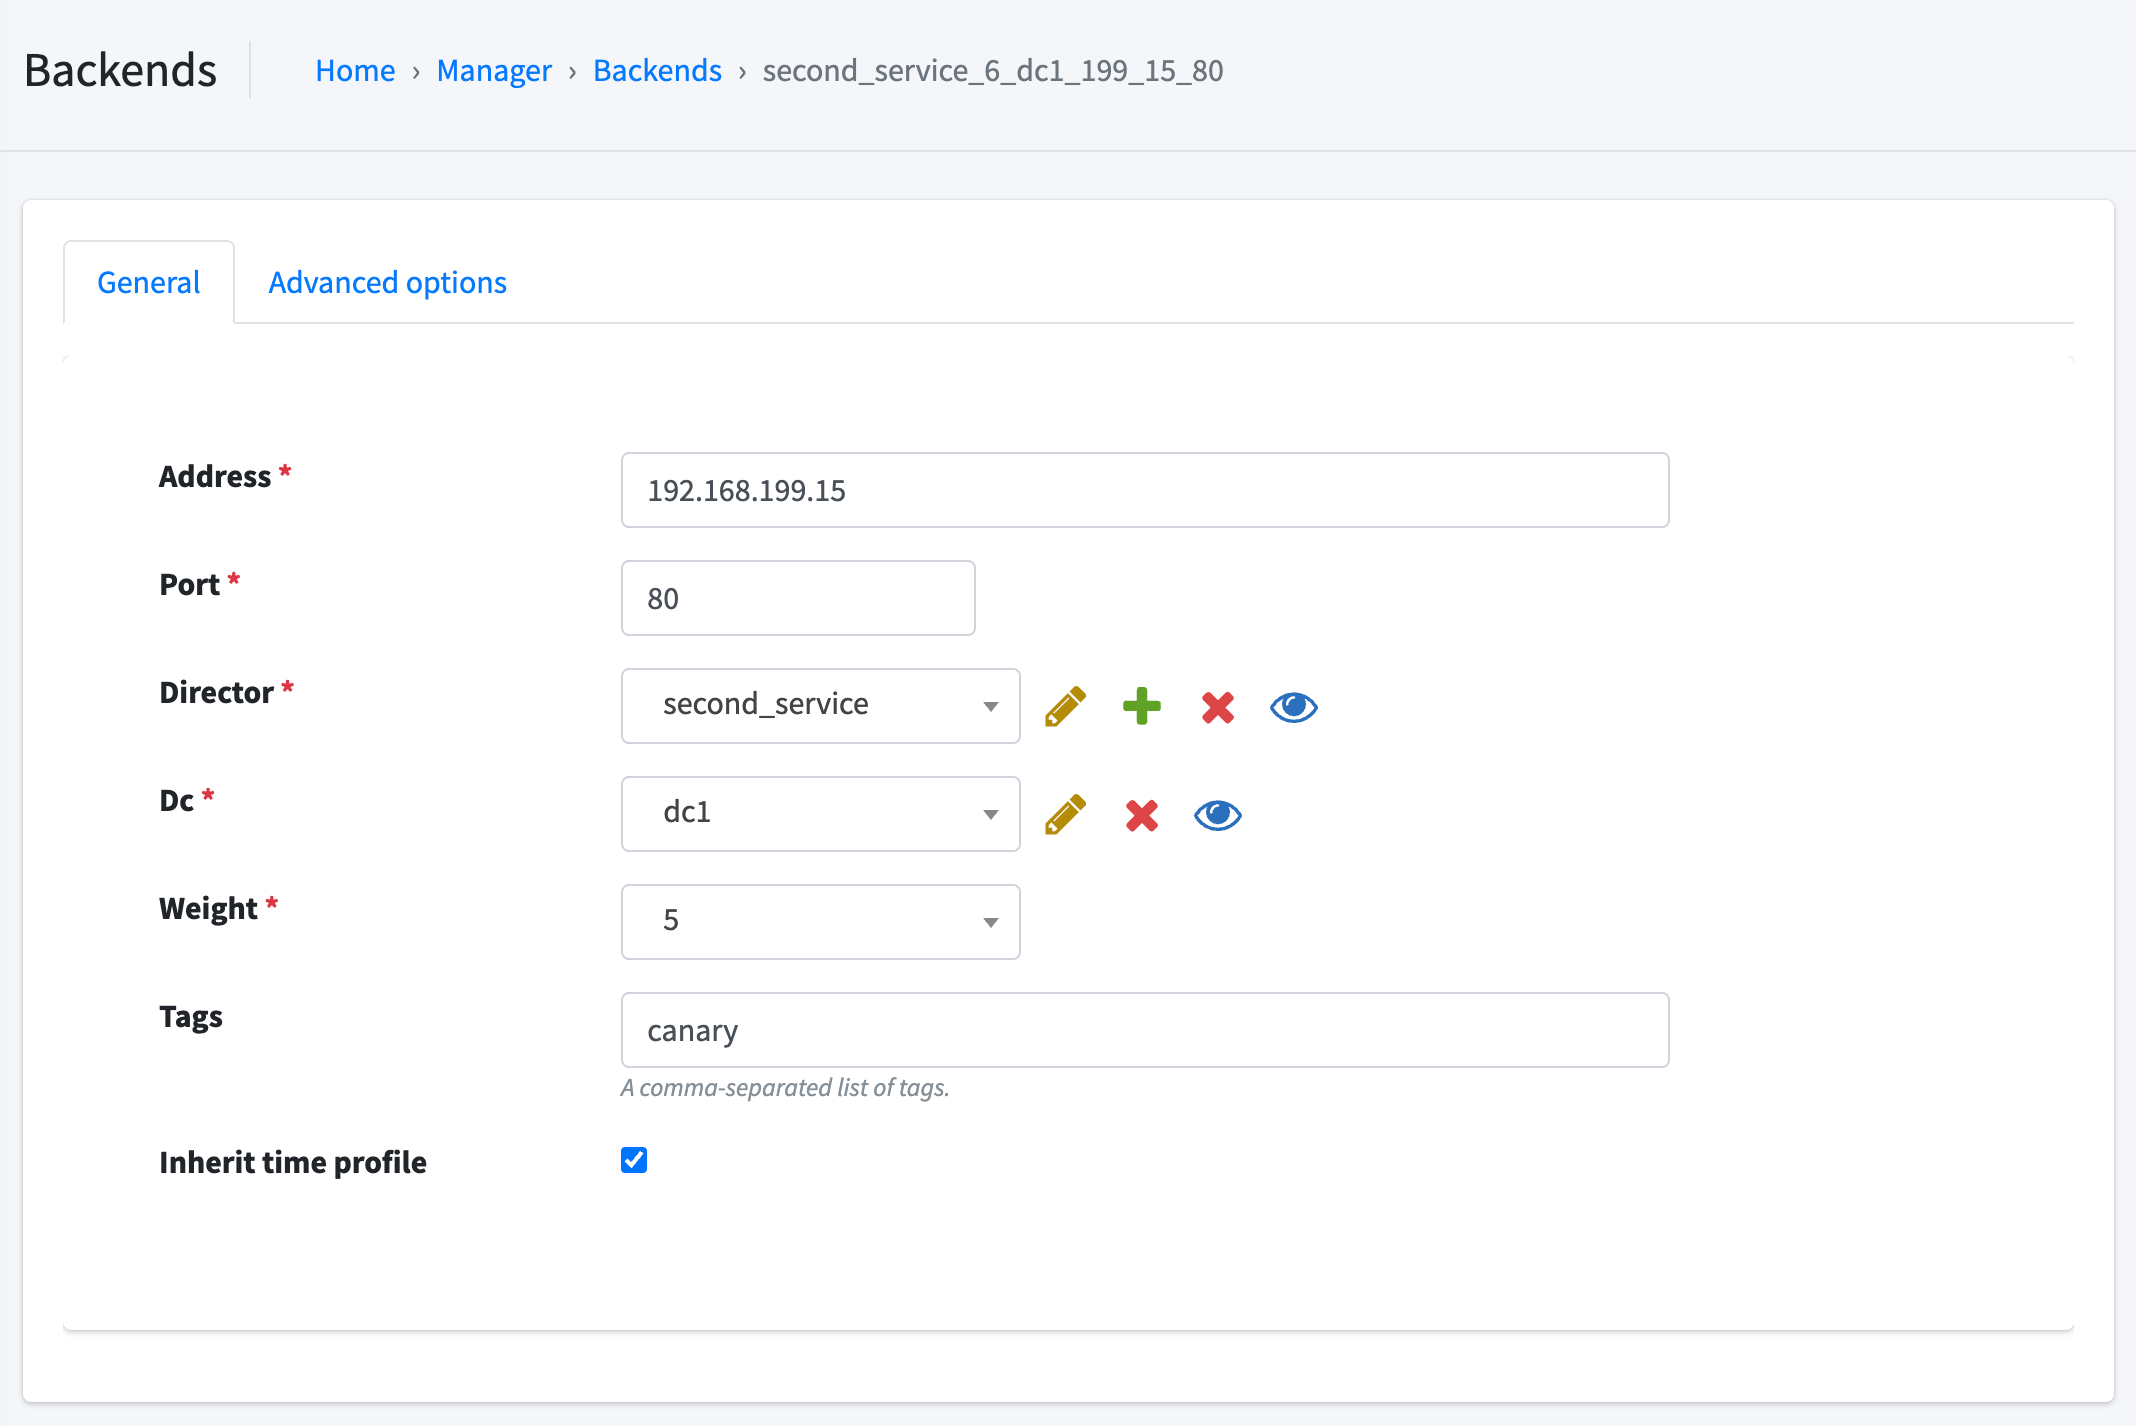 Backends
Home › Manager › Backends › second_service_6_dc1_199_15_80
General
Advanced options
Address *
192.168.199.15
Port *
80
Director *
second_service
Dc *
dc1
Weight *
5
Tags
canary
A comma-separated list of tags.
Inherit time profile